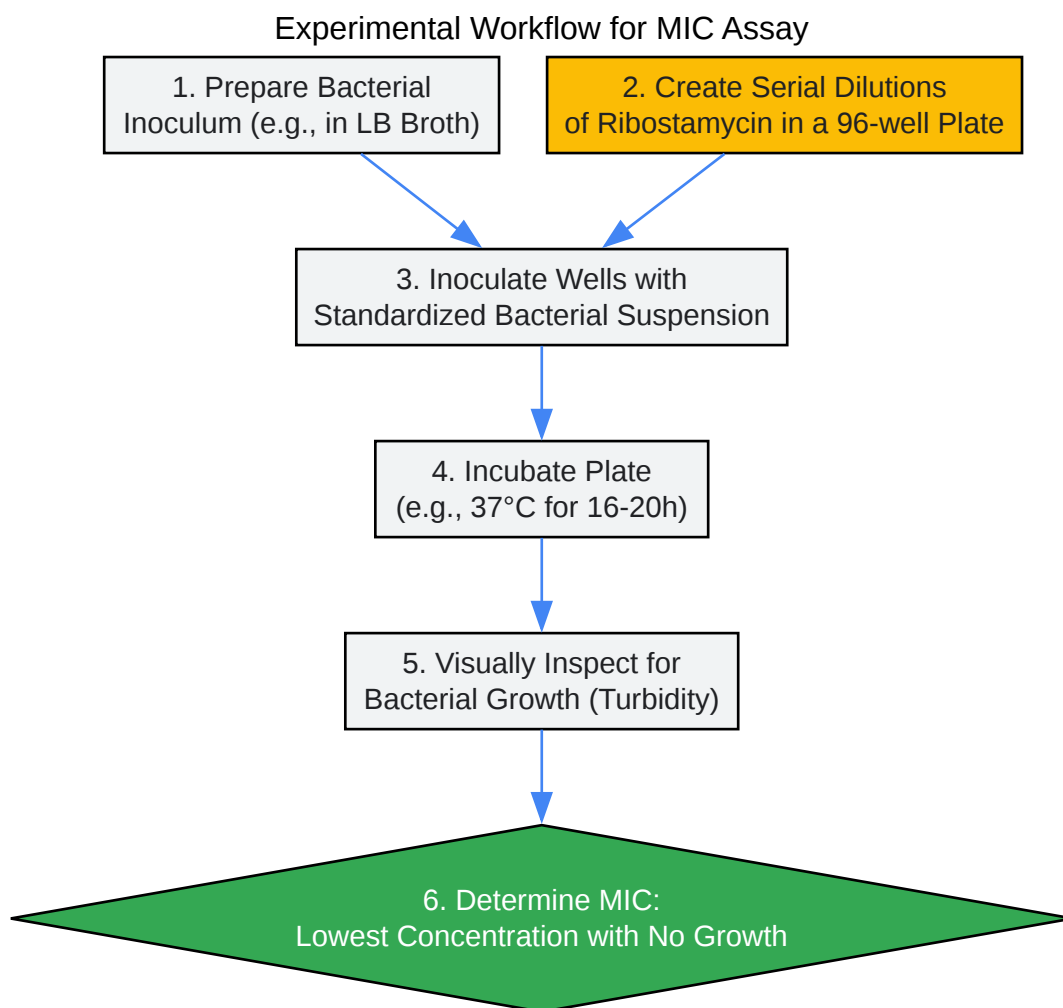 Experimental Workflow for MIC Assay
1. Prepare Bacterial
Inoculum (e.g., in LB Broth)
2. Create Serial Dilutions
of Ribostamycin in a 96-well Plate
3. Inoculate Wells with
Standardized Bacterial Suspension
4. Incubate Plate
(e.g., 37°C for 16-20h)
5. Visually Inspect for
Bacterial Growth (Turbidity)
6. Determine MIC:
Lowest Concentration with No Growth